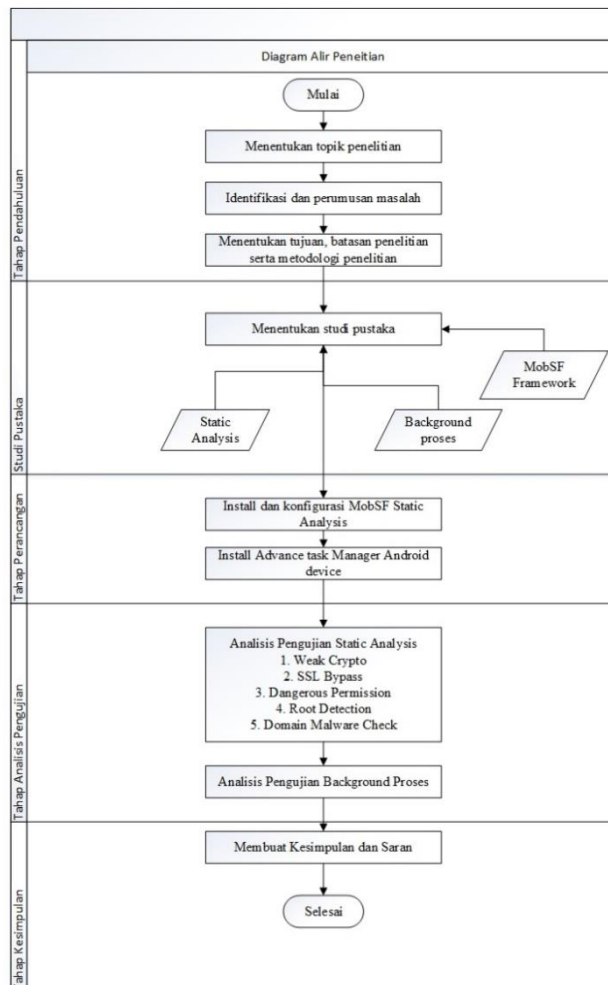 Diagram Alir Peneitian
Tahap Pendahuluan
Mulai
Menentukan topik penelitian
Identifikasi dan perumusan masalah
Menentukan tujuan, batasan penelitian
serta metodologi penelitian
Studi Pustaka
Menentukan studi pustaka
MobSF
Framework
Static
Analysis
Background
proses
Tahap Perancangan
Install dan konfigurasi MobSF Static
Analysis
Install Advance task Manager Android
device
Tahap Analisis Pengujian
Analisis Pengujian Static Analysis
1. Weak Crypto
2. SSL Bypass
3. Dangerous Permission
4. Root Detection
5. Domain Malware Check
Analisis Pengujian Background Proses
Tahap Kesimpulan
Membuat Kesimpulan dan Saran
Selesai